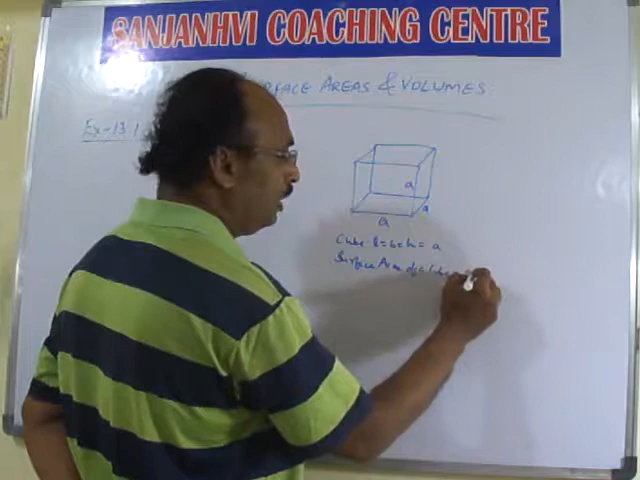 SANJANHVI COACHING CENTRE
SURFACE AREAS & VOLUMES
Ex-13.1
a
a
a
Cube l=b=h= a
Surface Area of a Cube